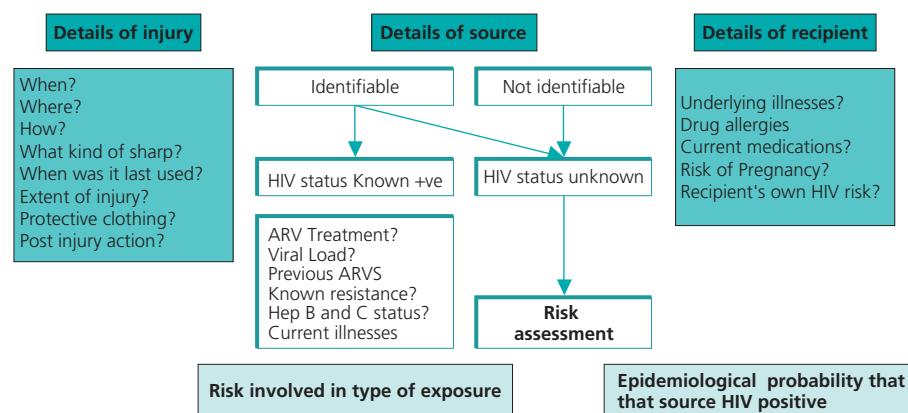 Details of injury
When?
Where?
How?
What kind of sharp?
When was it last used?
Extent of injury?
Protective clothing?
Post injury action?
Details of source
Identifiable
Not identifiable
HIV status Known +ve
HIV status unknown
ARV Treatment?
Viral Load?
Previous ARVS
Known resistance?
Hep B and C status?
Current illnesses
Risk
assessment
Details of recipient
Underlying illnesses?
Drug allergies
Current medications?
Risk of Pregnancy?
Recipient's own HIV risk?
Risk involved in type of exposure
Epidemiological probability that
that source HIV positive